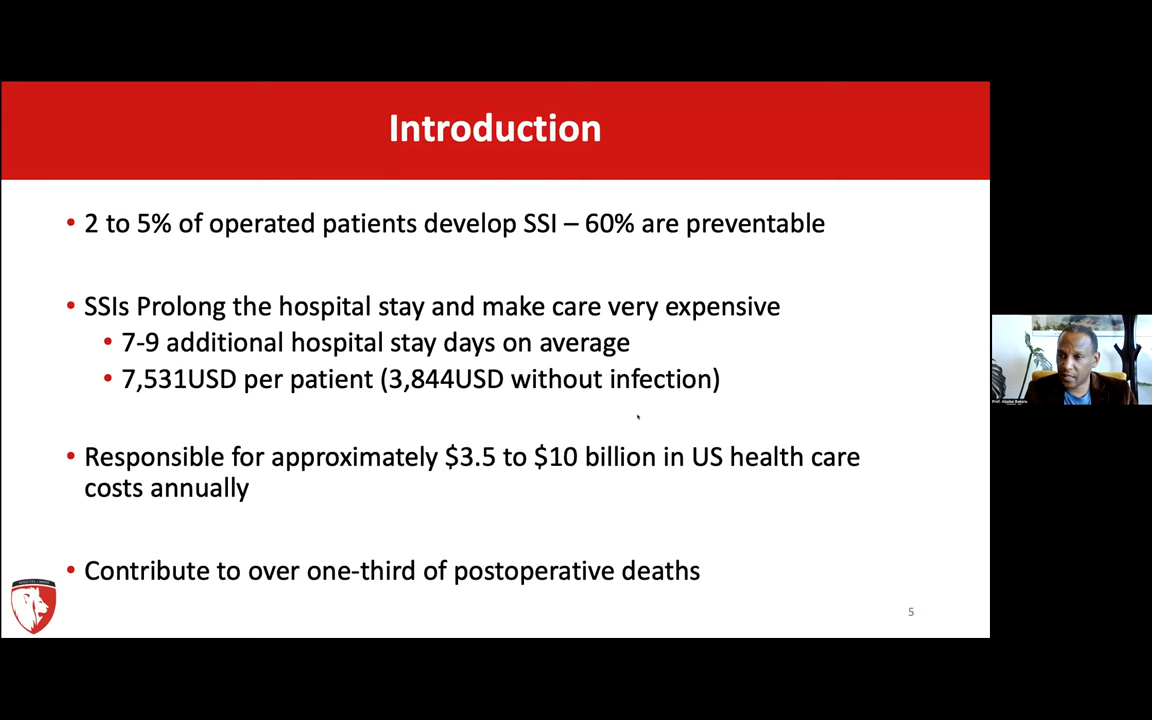 Introduction
• 2 to 5% of operated patients develop SSI – 60% are preventable
• SSIs Prolong the hospital stay and make care very expensive
• 7-9 additional hospital stay days on average
• 7,531USD per patient (3,844USD without infection)
• Responsible for approximately $3.5 to $10 billion in US health care
costs annually
• Contribute to over one-third of postoperative deaths
5